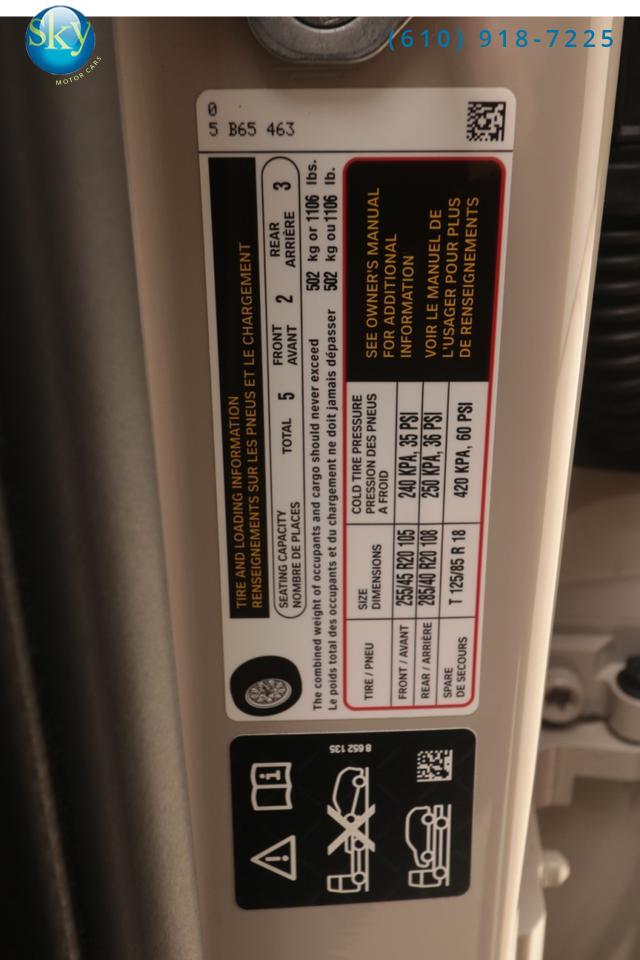 Sky
MOTOR CARS
(610) 918-7225
0
5 B65 463
TIRE AND LOADING INFORMATION
RENSEIGNEMENTS SUR LES PNEUS ET LE CHARGEMENT
SEATING CAPACITY
NOMBRE DE PLACES
TOTAL 5
FRONT
AVANT 2
REAR
ARRIÈRE 3
The combined weight of occupants and cargo should never exceed 502 kg or 1106 lbs.
Le poids total des occupants et du chargement ne doit jamais dépasser 502 kg ou 1106 lb.
TIRE / PNEU
SIZE
DIMENSIONS
COLD TIRE PRESSURE
PRESSION DES PNEUS
A FROID
FRONT / AVANT 255/45 R20 105 240 KPA, 35 PSI
REAR / ARRIÈRE 285/40 R20 108 250 KPA, 36 PSI
SPARE
DE SECOURS T 125/85 R 18 420 KPA, 60 PSI
SEE OWNER'S MANUAL
FOR ADDITIONAL
INFORMATION
VOIR LE MANUEL DE
L'USAGER POUR PLUS
DE RENSEIGNEMENTS
8 652 135